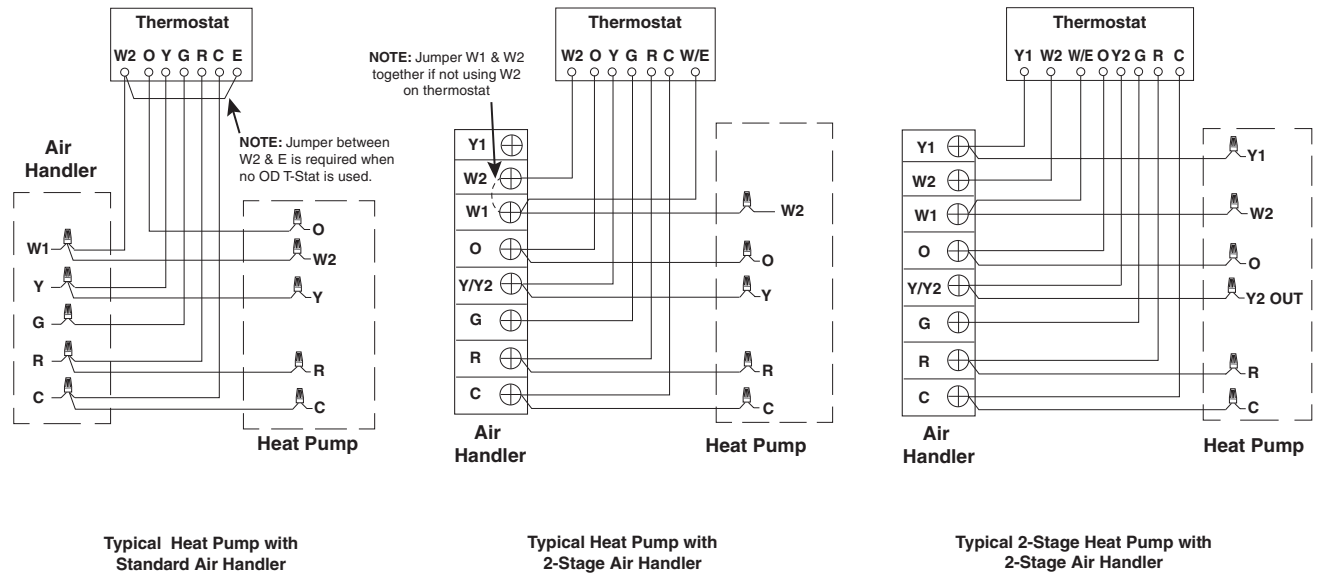 Thermostat
W2 O Y G R C E
NOTE: Jumper between
W2 & E is required when
no OD T-Stat is used.
Air
Handler
W1
Y
G
R
C
O
W2
Y
R
C
Heat Pump
Typical Heat Pump with
Standard Air Handler
Thermostat
W2 O Y G R C W/E
NOTE: Jumper W1 & W2
together if not using W2
on thermostat
Y1
W2
W1
O
Y/Y2
G
R
C
Air
Handler
W2
O
Y
R
C
Heat Pump
Typical Heat Pump with
2-Stage Air Handler
Thermostat
Y1 W2 W/E O Y2 G R C
Y1
W2
W1
O
Y/Y2
G
R
C
Air
Handler
Y1
W2
O
Y2 OUT
R
C
Heat Pump
Typical 2-Stage Heat Pump with
2-Stage Air Handler